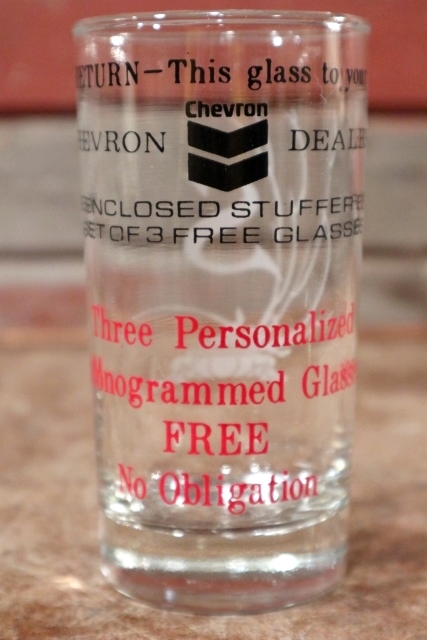 RETURN—This glass to your
Chevron
CHEVRON DEALER
ENCLOSED STUFFER
SET OF 3 FREE GLASSES
Three Personalized
Monogrammed Glasses
FREE
No Obligation